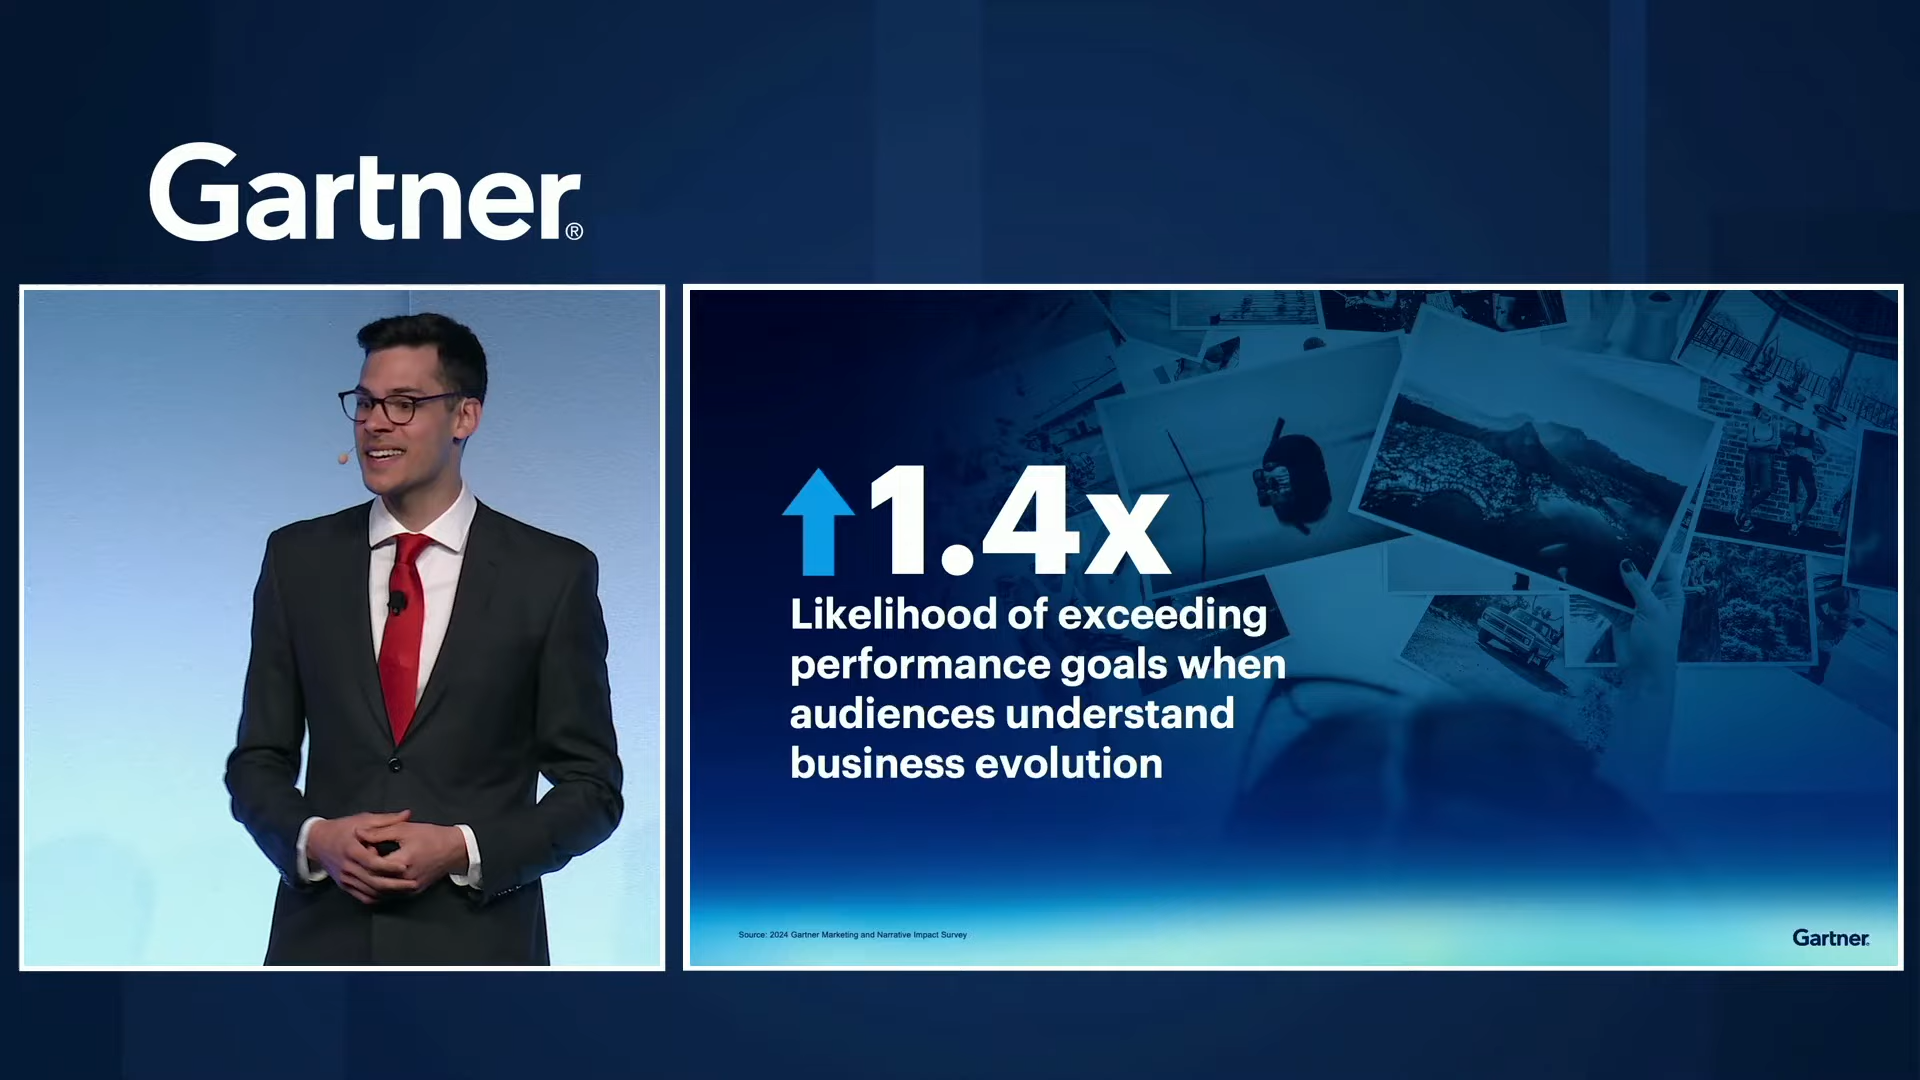 Gartner®
1.4x
Likelihood of exceeding
performance goals when
audiences understand
business evolution
Source: 2024 Gartner Marketing and Narrative Impact Survey
Gartner